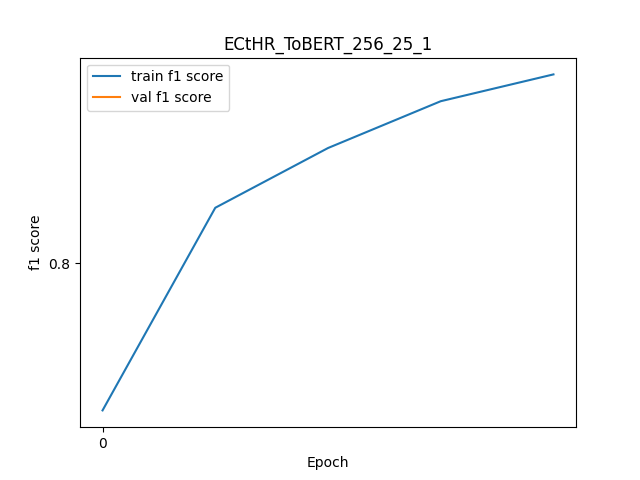 ECtHR_ToBERT_256_25_1
train f1 score
val f1 score
f1 score
0.8
0
Epoch